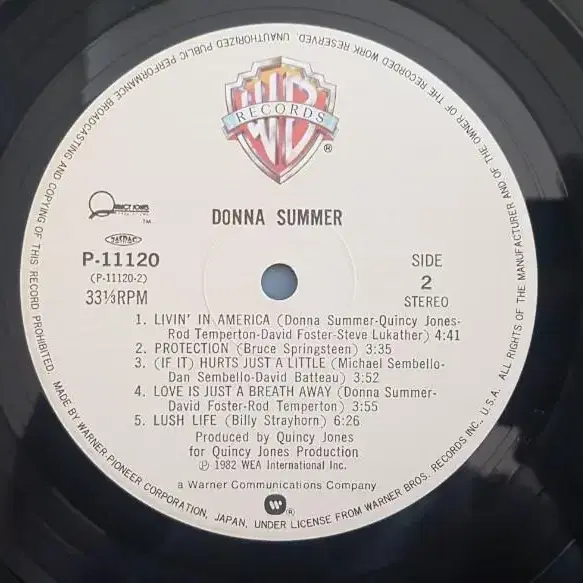 WB
RECORDS
®
QUINCY JONES
TM
JASRAC
DONNA SUMMER
P-11120
(P-11120-2)
33⅓RPM
SIDE
2
STEREO
1. LIVIN' IN AMERICA (Donna Summer-Quincy Jones-
Rod Temperton-David Foster-Steve Lukather) 4:41
2. PROTECTION (Bruce Springsteen) 3:35
3. (IF IT) HURTS JUST A LITTLE (Michael Sembello-
Dan Sembello-David Batteau) 3:52
4. LOVE IS JUST A BREATH AWAY (Donna Summer-
David Foster-Rod Temperton) 3:55
5. LUSH LIFE (Billy Strayhorn) 6:26
Produced by Quincy Jones
for Quincy Jones Production
℗ 1982 WEA International Inc.
a Warner Communications Company
®
MADE BY WARNER-PIONEER CORPORATION, JAPAN, UNDER LICENSE FROM WARNER BROS. RECORDS INC., U.S.A. ALL RIGHTS OF THE MANUFACTURER AND OF THE OWNER OF THE RECORDED WORK RESERVED. UNAUTHORIZED PUBLIC PERFORMANCE BROADCASTING AND COPYING OF THIS RECORD PROHIBITED.